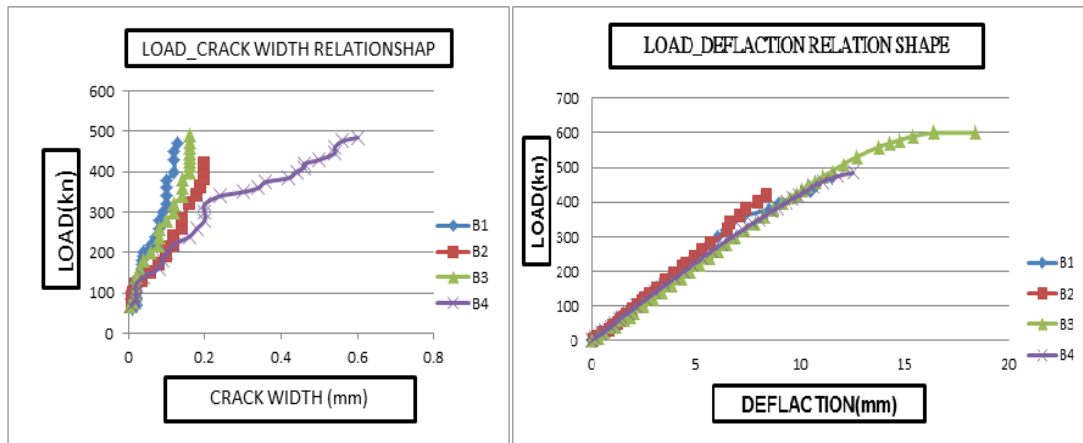 LOAD_CRACK WIDTH RELATIONSHAP
LOAD(kn)
600
500
400
300
200
100
0
0
0.2
0.4
0.6
0.8
B1
B2
B3
B4
CRACK WIDTH (mm)
LOAD_DEFLACTION RELATION SHAPE
LOAD(kn)
700
600
500
400
300
200
100
0
0
5
10
15
20
B1
B2
B3
B4
DEFLACTION(mm)